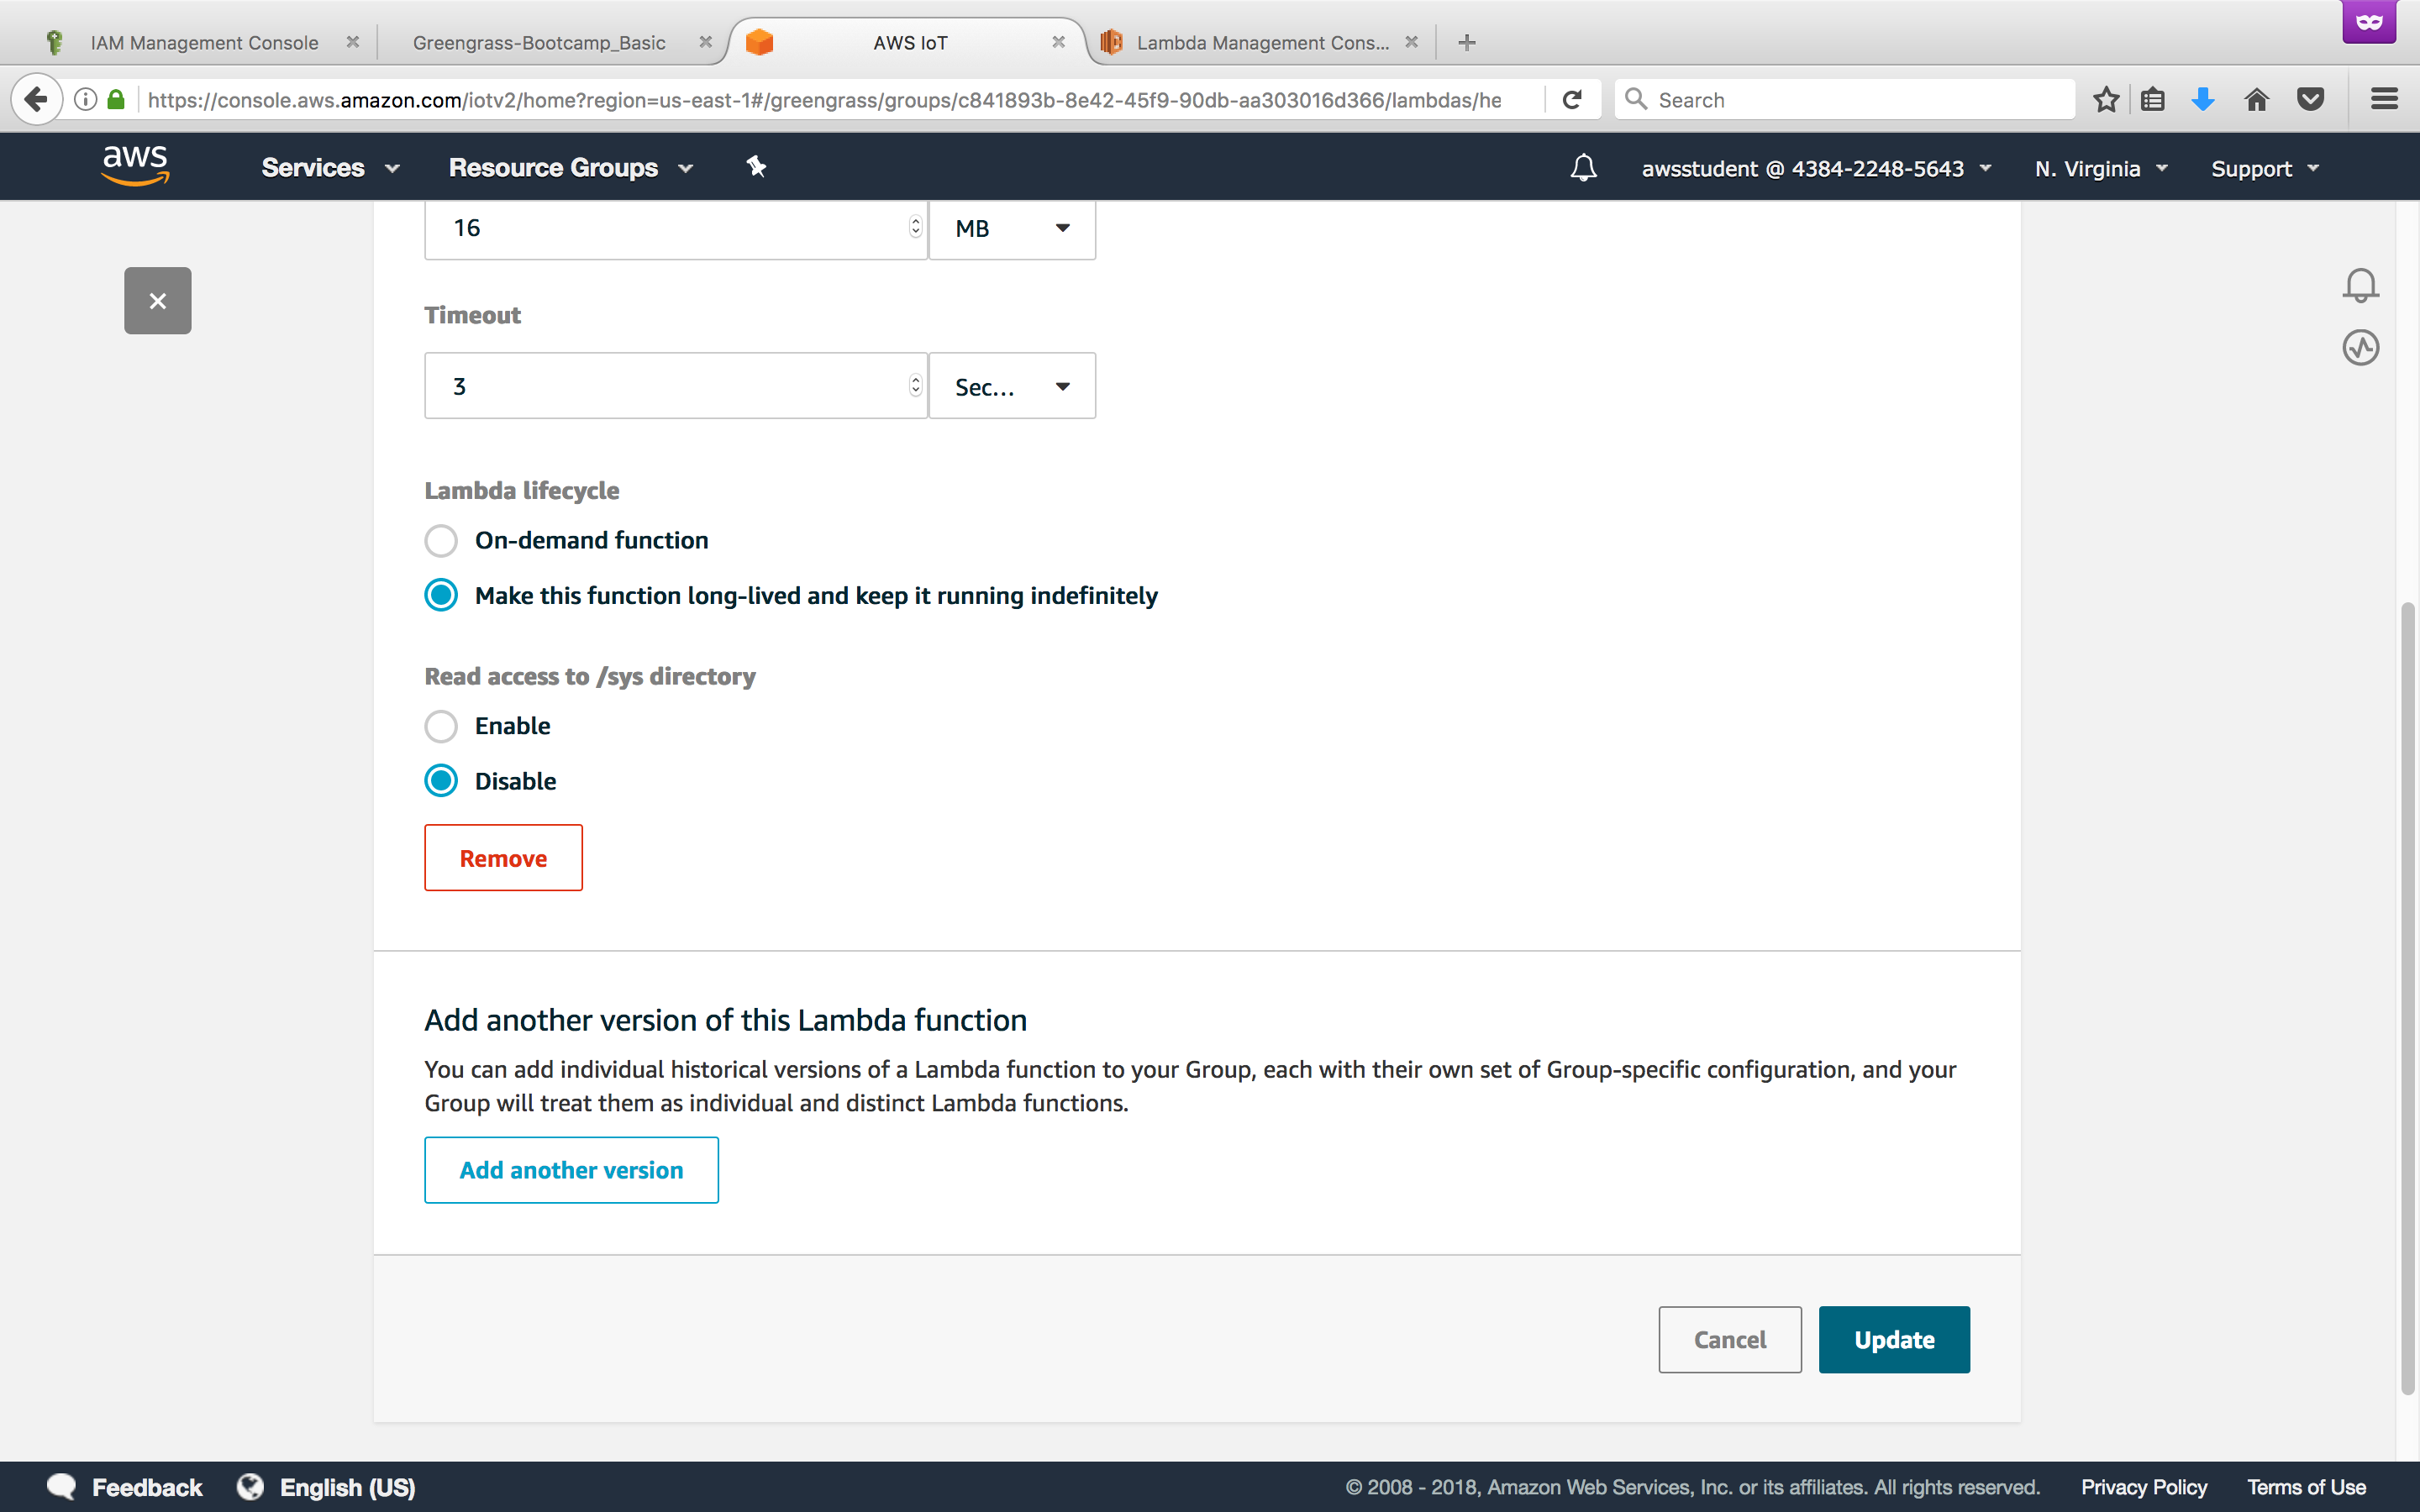 IAM Management Console
Greengrass-Bootcamp_Basic
AWS IoT
Lambda Management Cons...
https://console.aws.amazon.com/iotv2/home?region=us-east-1#/greengrass/groups/c841893b-8e42-45f9-90db-aa303016d366/lambdas/he
Search
aws
Services
Resource Groups
awsstudent @ 4384-2248-5643
N. Virginia
Support
16
MB
Timeout
3
Sec...
Lambda lifecycle
On-demand function
Make this function long-lived and keep it running indefinitely
Read access to /sys directory
Enable
Disable
Remove
Add another version of this Lambda function
You can add individual historical versions of a Lambda function to your Group, each with their own set of Group-specific configuration, and your
Group will treat them as individual and distinct Lambda functions.
Add another version
Cancel
Update
Feedback
English (US)
© 2008 - 2018, Amazon Web Services, Inc. or its affiliates. All rights reserved.
Privacy Policy
Terms of Use